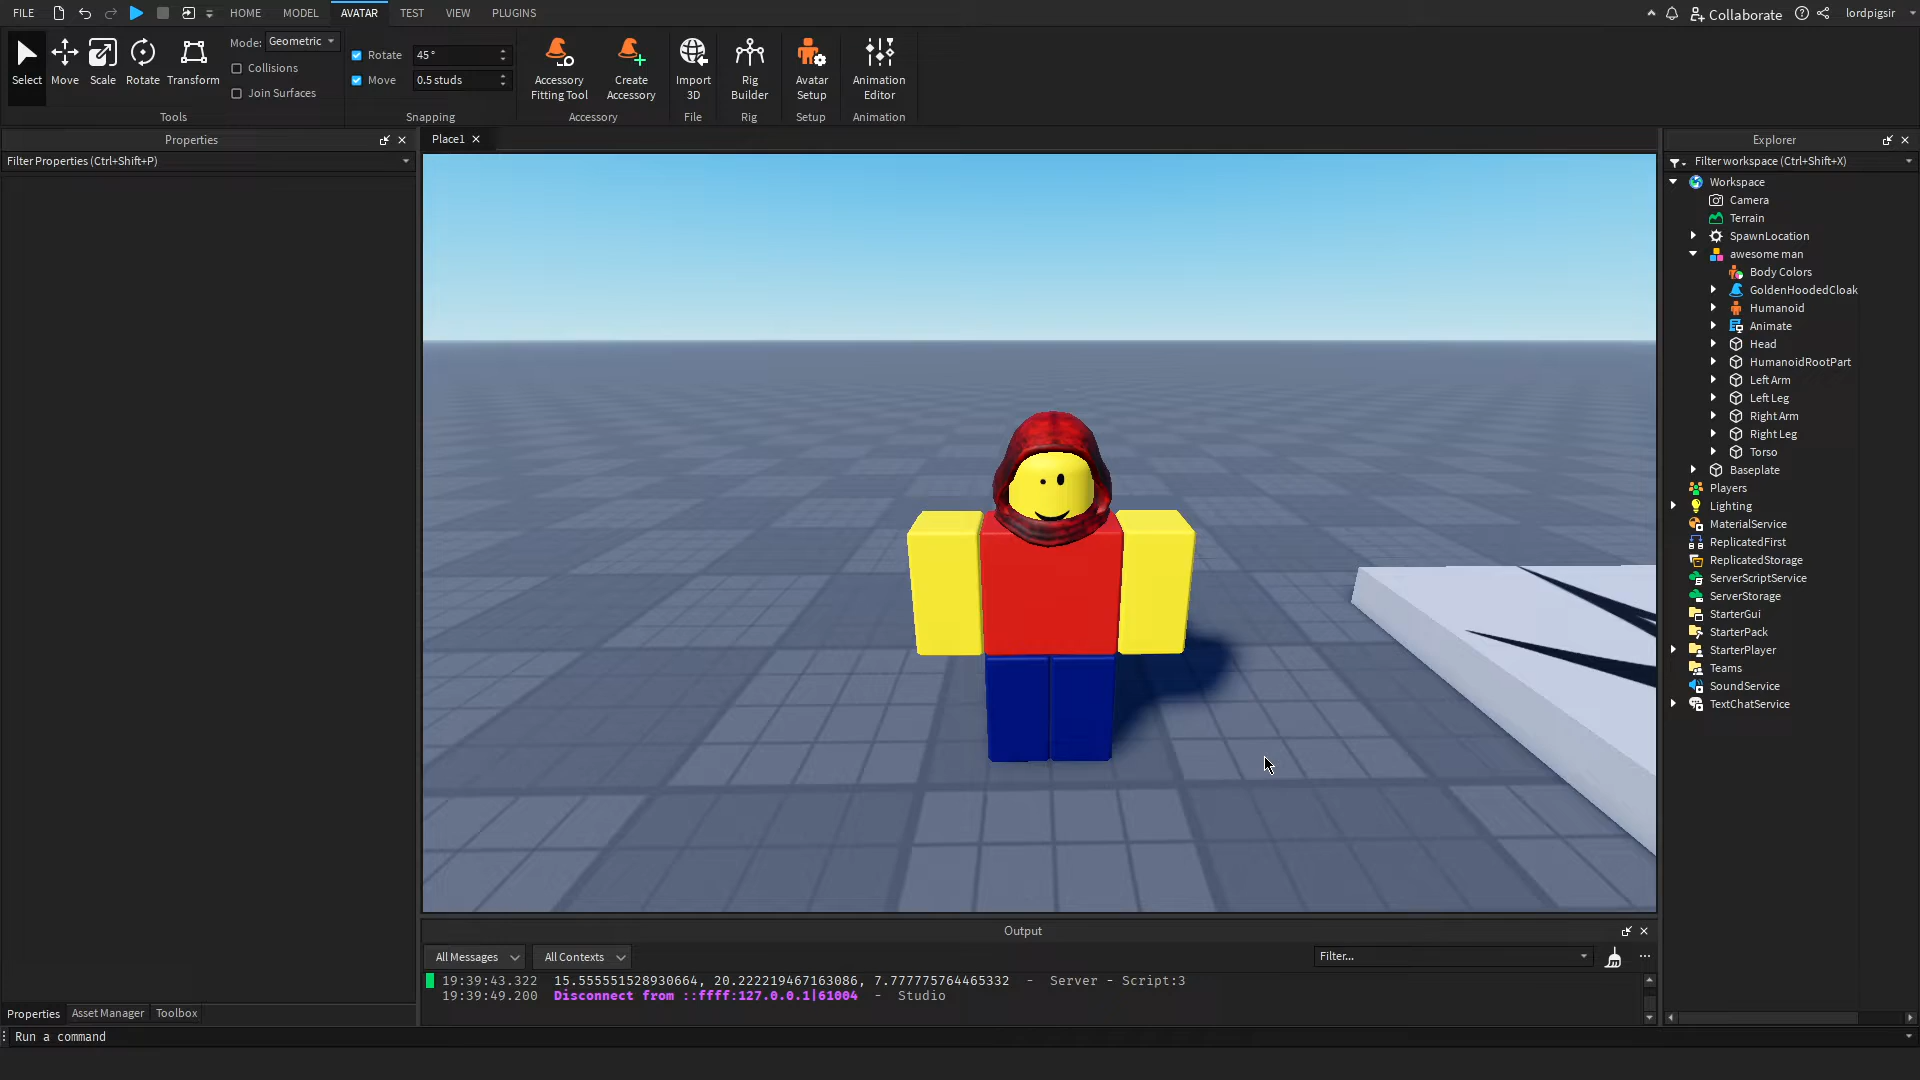 FILE
HOME
MODEL
AVATAR
TEST
VIEW
PLUGINS
Collaborate
lordpigsir
Select
Move
Scale
Rotate
Transform
Mode:
Geometric
Collisions
Join Surfaces
Tools
Rotate
45°
Move
0.5 studs
Snapping
Accessory
Fitting Tool
Create
Accessory
Accessory
Import
3D
File
Rig
Builder
Rig
Avatar
Setup
Setup
Animation
Editor
Animation
Properties
Filter Properties (Ctrl+Shift+P)
Place1
Explorer
Filter workspace (Ctrl+Shift+X)
Workspace
Camera
Terrain
SpawnLocation
awesome man
Body Colors
GoldenHoodedCloak
Humanoid
Animate
Head
HumanoidRootPart
Left Arm
Left Leg
Right Arm
Right Leg
Torso
Baseplate
Players
Lighting
MaterialService
ReplicatedFirst
ReplicatedStorage
ServerScriptService
ServerStorage
StarterGui
StarterPack
StarterPlayer
Teams
SoundService
TextChatService
Output
All Messages
All Contexts
Filter...
19:39:43.322 15.555551528930664, 20.222219467163086, 7.777775764465332 - Server - Script:3
19:39:49.200 Disconnect from ::ffff:127.0.0.1|61004 - Studio
Properties
Asset Manager
Toolbox
Run a command